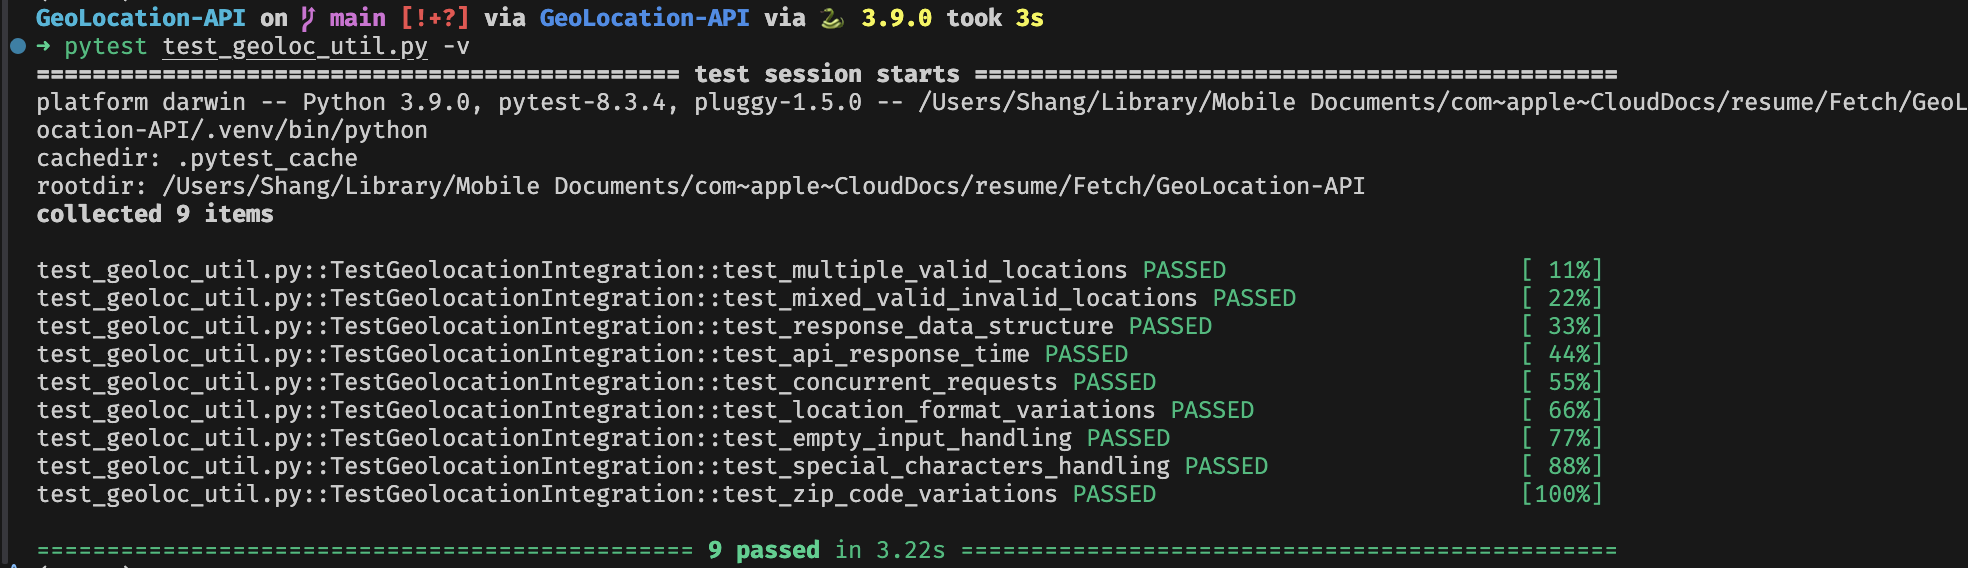 GeoLocation-API on main [!+?] via GeoLocation-API via 🐍 3.9.0 took 3s
➜ pytest test_geoloc_util.py -v
============================================== test session starts ==============================================
platform darwin -- Python 3.9.0, pytest-8.3.4, pluggy-1.5.0 -- /Users/Shang/Library/Mobile Documents/com~apple~CloudDocs/resume/Fetch/GeoL
ocation-API/.venv/bin/python
cachedir: .pytest_cache
rootdir: /Users/Shang/Library/Mobile Documents/com~apple~CloudDocs/resume/Fetch/GeoLocation-API
collected 9 items
test_geoloc_util.py::TestGeolocationIntegration::test_multiple_valid_locations PASSED [ 11%]
test_geoloc_util.py::TestGeolocationIntegration::test_mixed_valid_invalid_locations PASSED [ 22%]
test_geoloc_util.py::TestGeolocationIntegration::test_response_data_structure PASSED [ 33%]
test_geoloc_util.py::TestGeolocationIntegration::test_api_response_time PASSED [ 44%]
test_geoloc_util.py::TestGeolocationIntegration::test_concurrent_requests PASSED [ 55%]
test_geoloc_util.py::TestGeolocationIntegration::test_location_format_variations PASSED [ 66%]
test_geoloc_util.py::TestGeolocationIntegration::test_empty_input_handling PASSED [ 77%]
test_geoloc_util.py::TestGeolocationIntegration::test_special_characters_handling PASSED [ 88%]
test_geoloc_util.py::TestGeolocationIntegration::test_zip_code_variations PASSED [100%]
=============================================== 9 passed in 3.22s ===============================================